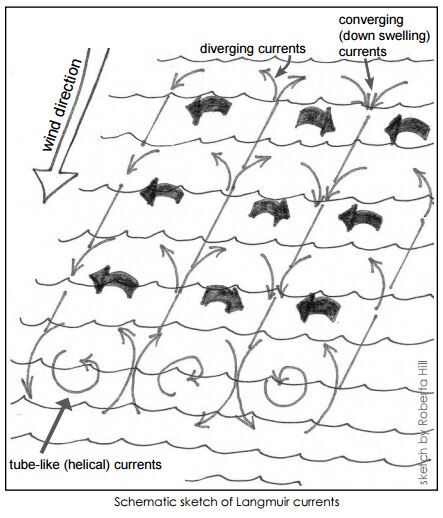 converging
(down swelling)
currents
diverging currents
wind direction
tube-like (helical) currents
sketch by Roberta Hill
Schematic sketch of Langmuir currents